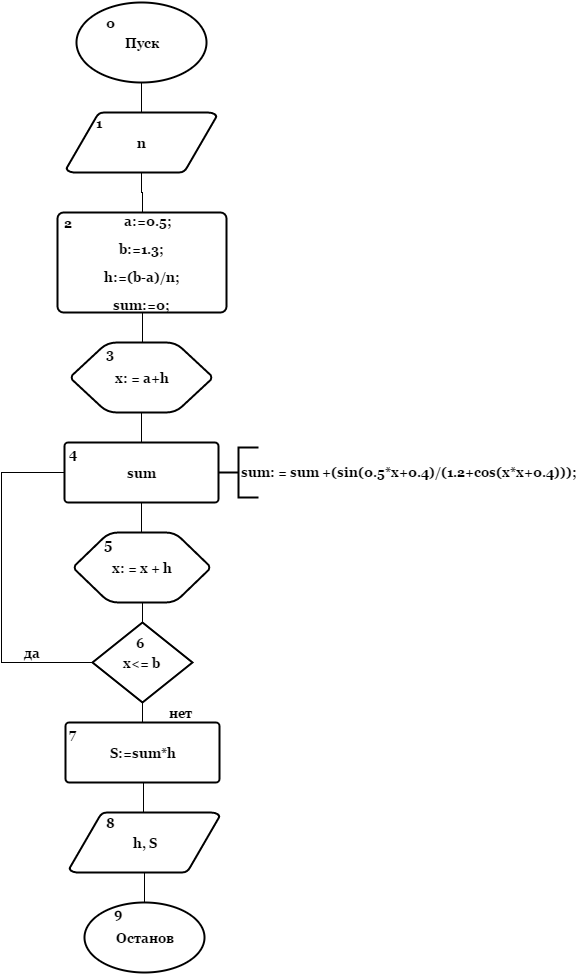 0
Пуск
1
n
2
a:=0.5;
b:=1.3;
h:=(b-a)/n;
sum:=0;
3
x: = a+h
4
sum
sum: = sum +(sin(0.5*x+0.4)/(1.2+cos(x*x+0.4)));
5
x: = x + h
6
x<= b
да
нет
7
S:=sum*h
8
h, S
9
Останов